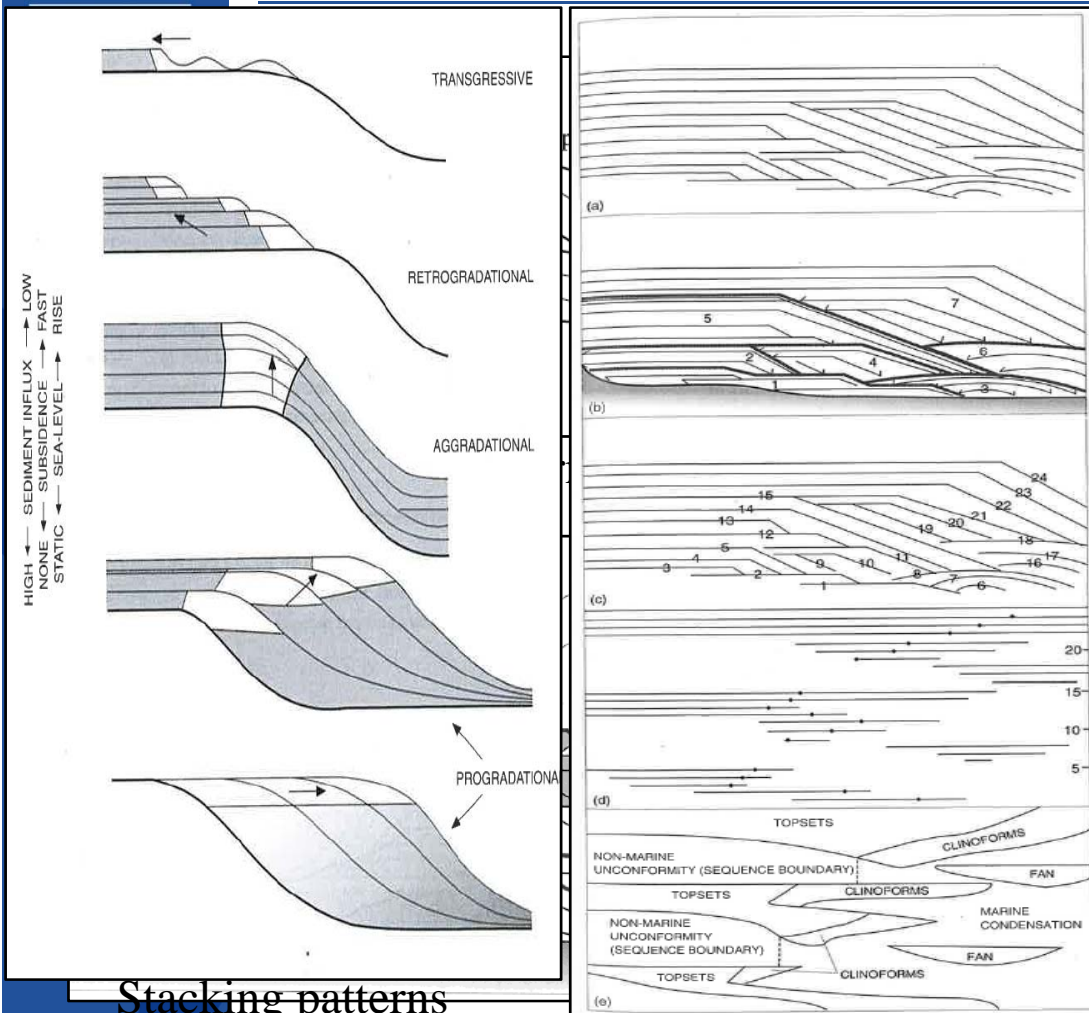 TRANSGRESSIVE
RETROGRADATIONAL
AGGRADATIONAL
PROGRADATIONA
HIGH ← SEDIMENT INFLUX → LOW
NONE ← SUBSIDENCE → FAST
STATIC ← SEA-LEVEL → RISE
Stacking patterns
(a)
7
5
6
2
4
1
3
(b)
24
23
15
22
14
21
20
13
19
12
18
5
11
17
4
9
10
16
3
2
8
7
1
6
(c)
20
15
10
5
(d)
TOPSETS
CLINOFORMS
NON-MARINE
UNCONFORMITY (SEQUENCE BOUNDARY)
FAN
TOPSETS
CLINOFORMS
MARINE
CONDENSATION
NON-MARINE
UNCONFORMITY
(SEQUENCE BOUNDARY)
FAN
CLINOFORMS
TOPSETS
(e)